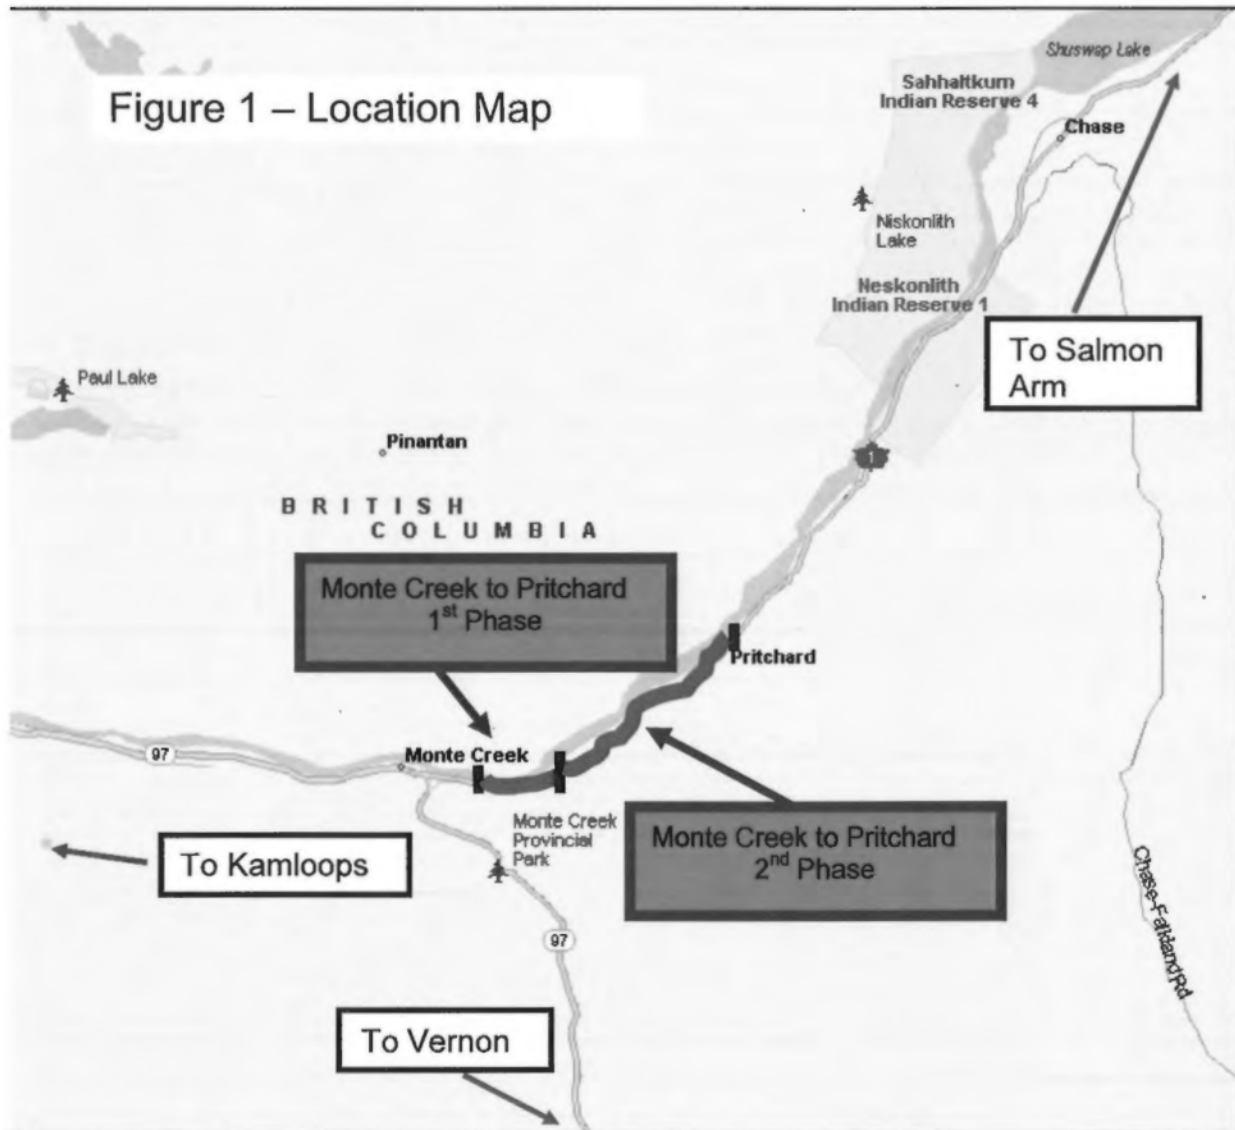 Figure 1 – Location Map
Shuswap Lake
Sahhaltkum
Indian Reserve 4
Chase
Niskonlith
Lake
Neskonlith
Indian Reserve 1
To Salmon
Arm
Paul Lake
Pinantan
1
BRITISH
COLUMBIA
Monte Creek to Pritchard
1st Phase
Pritchard
97
Monte Creek
Monte Creek
Provincial
Park
Monte Creek to Pritchard
2nd Phase
To Kamloops
Chase-Falkland Rd
97
To Vernon